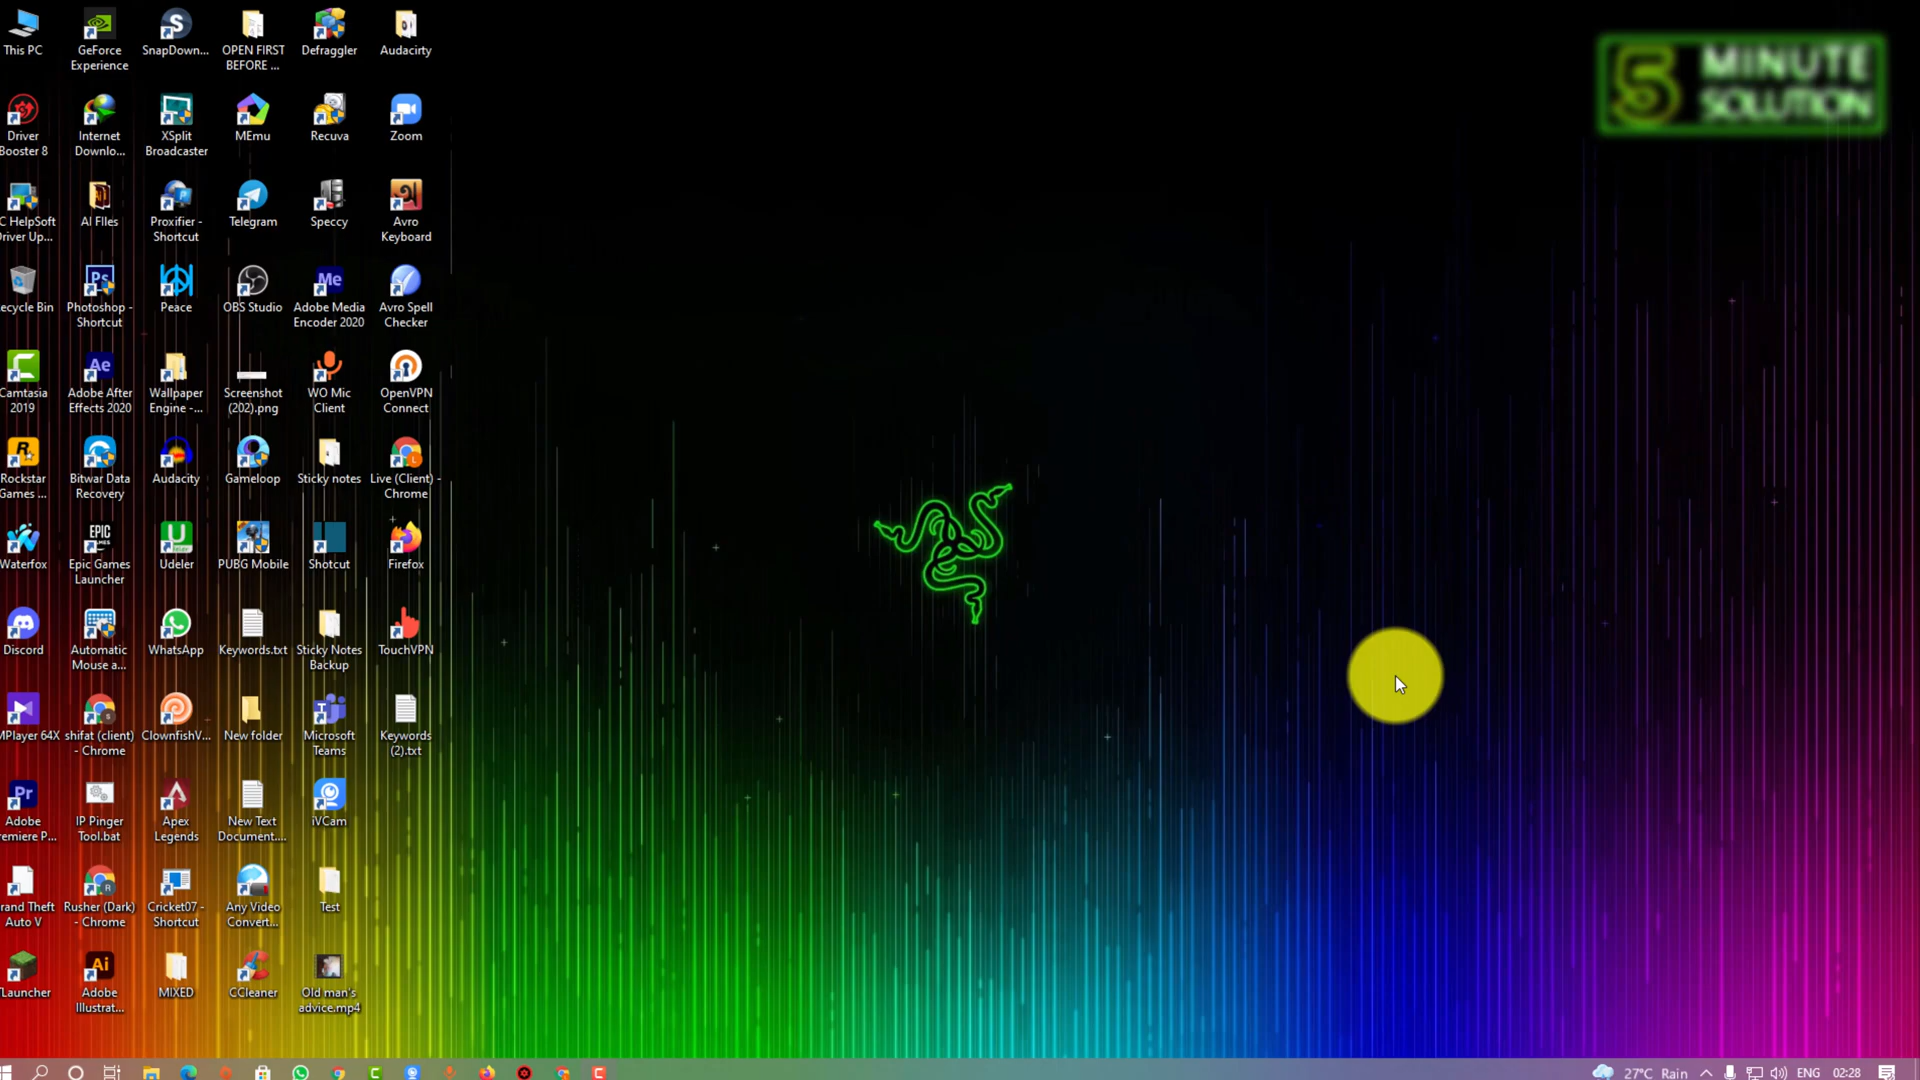 5 MINUTE
SOLUTION
This PC
GeForce
Experience
SnapDown...
OPEN FIRST
BEFORE ...
Defraggler
Audacirty
Driver
Booster 8
Internet
Downlo...
XSplit
Broadcaster
MEmu
Recuva
Zoom
C HelpSoft
Driver Up...
AI FIles
Proxifier -
Shortcut
Telegram
Speccy
Avro
Keyboard
ecycle Bin
Photoshop -
Shortcut
Peace
OBS Studio
Adobe Media
Encoder 2020
Avro Spell
Checker
Camtasia
2019
Adobe After
Effects 2020
Wallpaper
Engine -...
Screenshot
(202).png
WO Mic
Client
OpenVPN
Connect
Rockstar
Games ...
Bitwar Data
Recovery
Audacity
Gameloop
Sticky notes
Live (Client) -
Chrome
Waterfox
EPIC
GAMES
Epic Games
Launcher
Udeler
PUBG Mobile
Shotcut
Firefox
Discord
Automatic
Mouse a...
WhatsApp
Keywords.txt
Sticky Notes
Backup
TouchVPN
MPlayer 64X
shifat (client)
- Chrome
ClownfishV...
New folder
Microsoft
Teams
Keywords
(2).txt
Adobe
remiere P...
IP Pinger
Tool.bat
Apex
Legends
New Text
Document....
iVCam
rand Theft
Auto V
Rusher (Dark)
- Chrome
Cricket07 -
Shortcut
Any Video
Convert...
Test
TLauncher
Adobe
Illustrat...
MIXED
CCleaner
Old man's
advice.mp4
27°C Rain
ENG
02:28